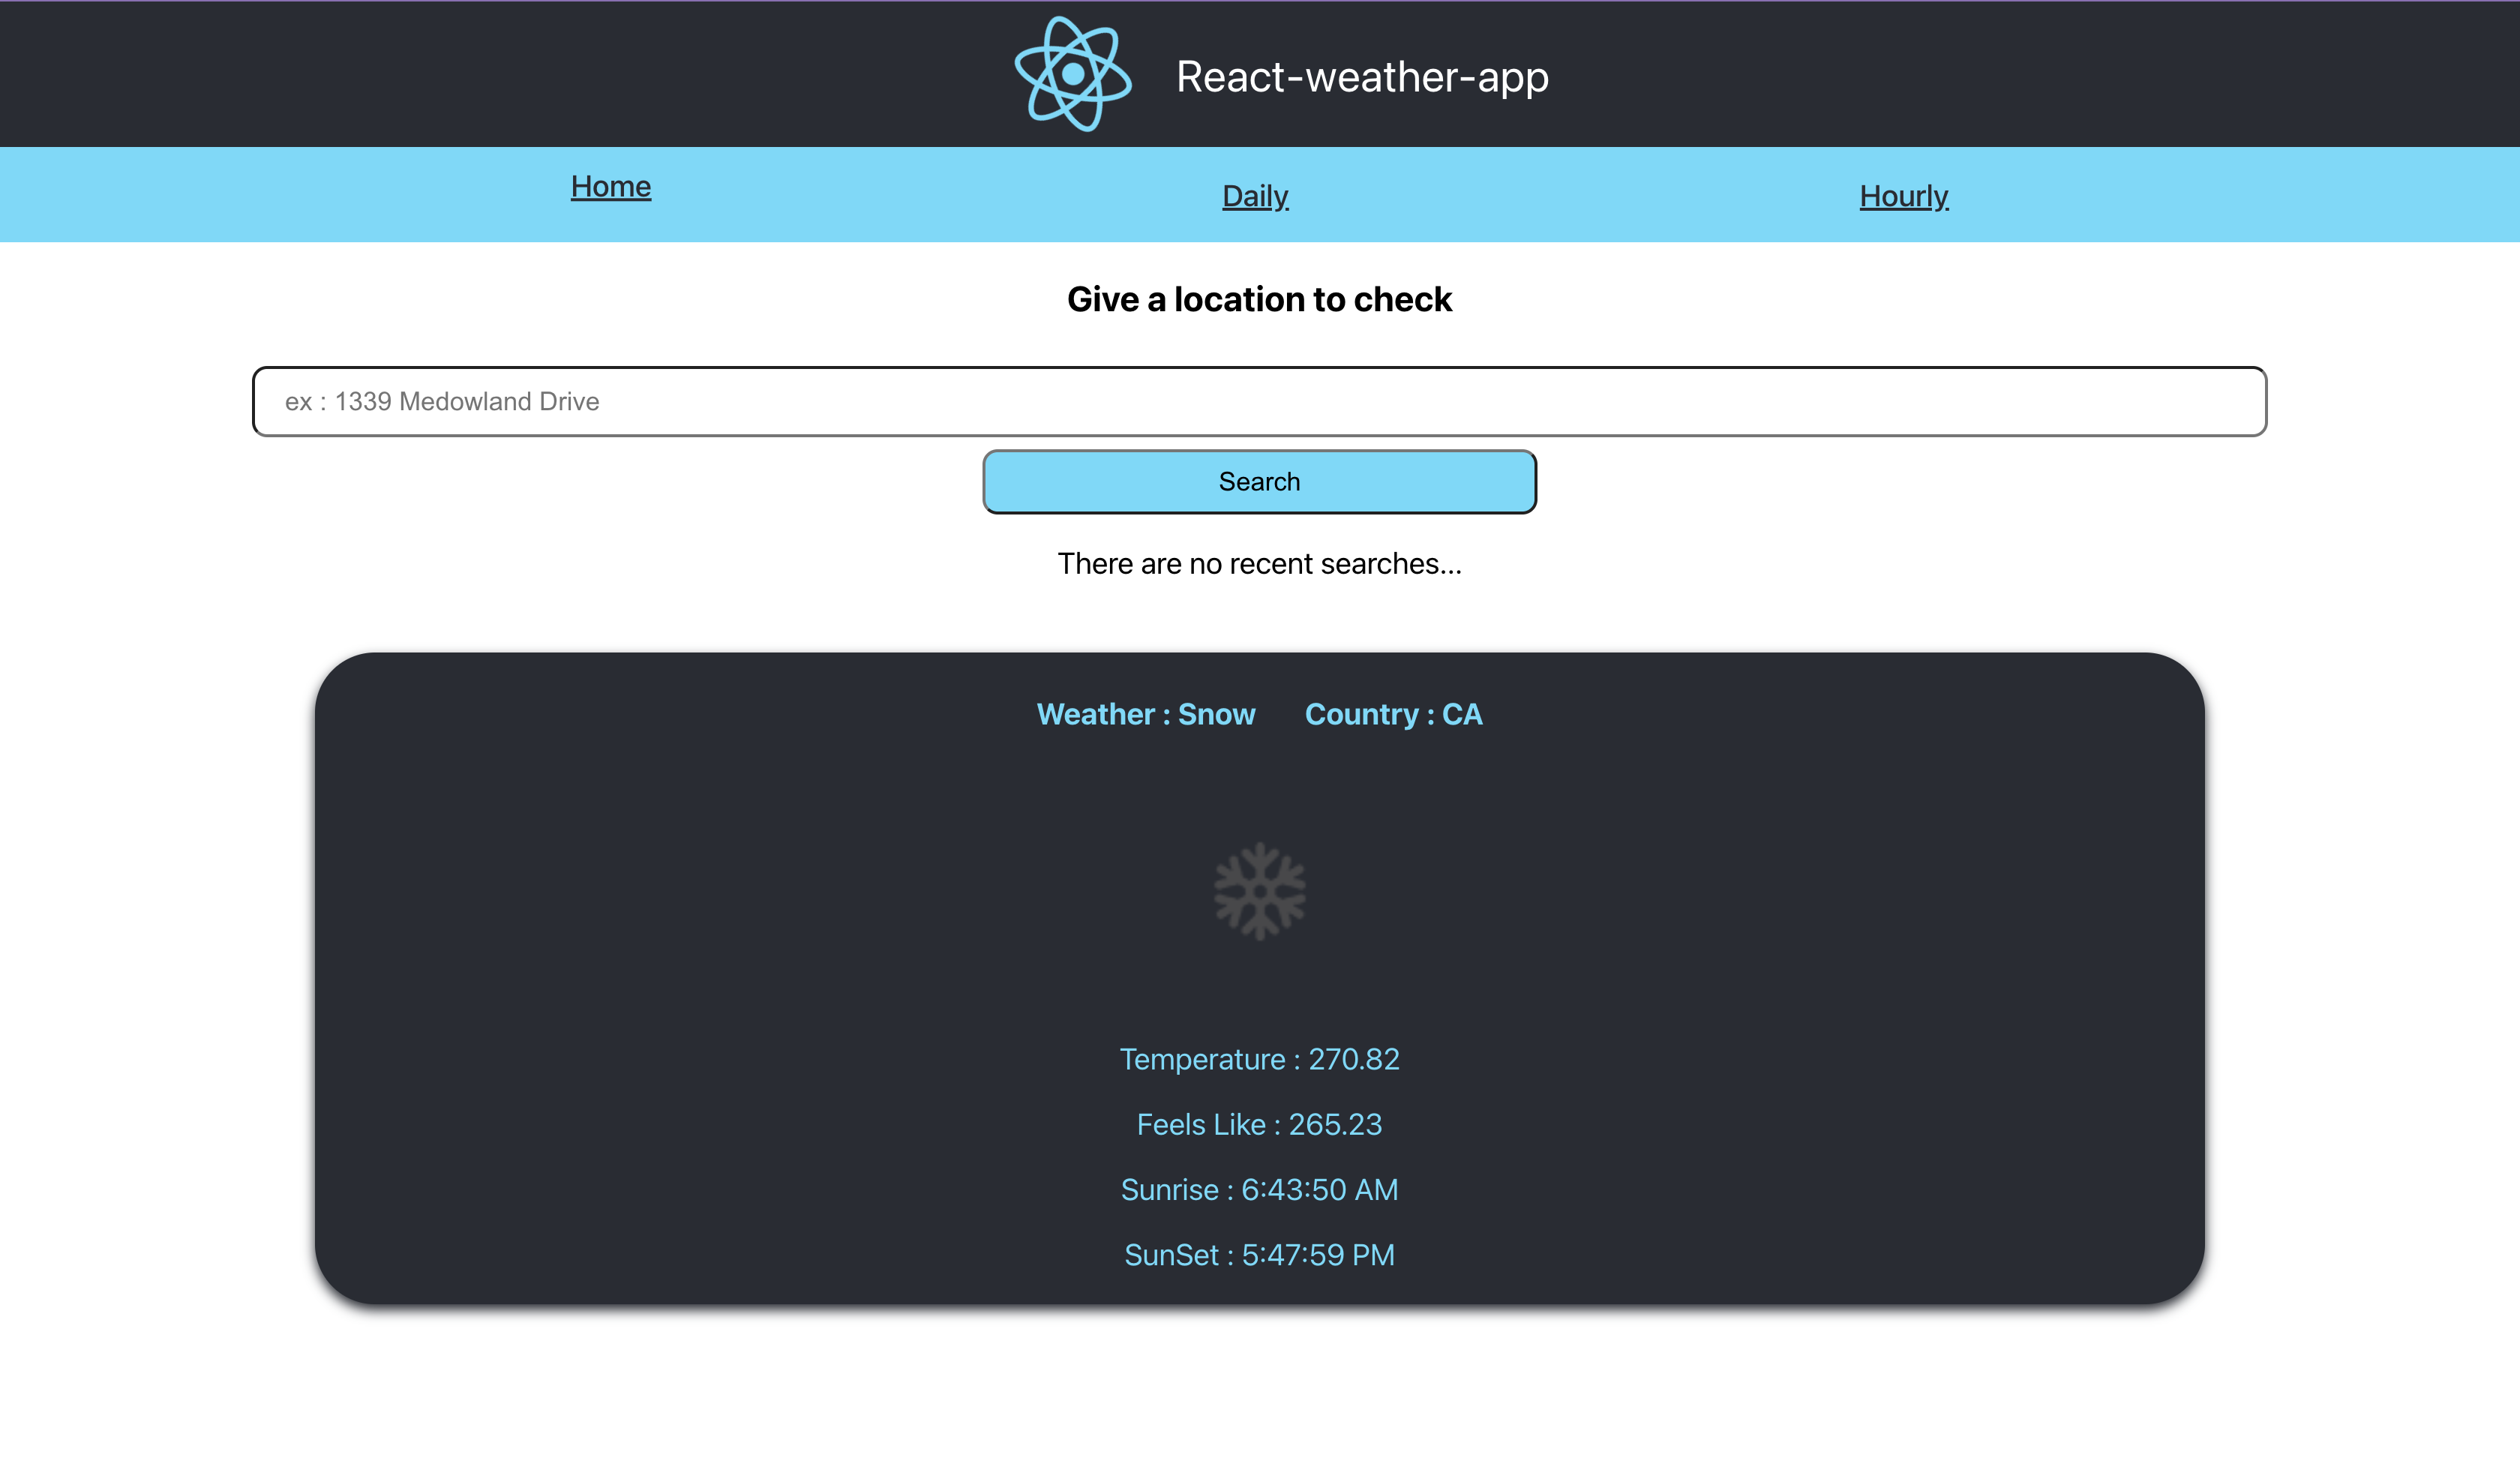 React-weather-app
Home Daily Hourly
Give a location to check
ex : 1339 Medowland Drive
Search
There are no recent searches...
Weather : Snow Country : CA
Temperature : 270.82
Feels Like : 265.23
Sunrise : 6:43:50 AM
SunSet : 5:47:59 PM